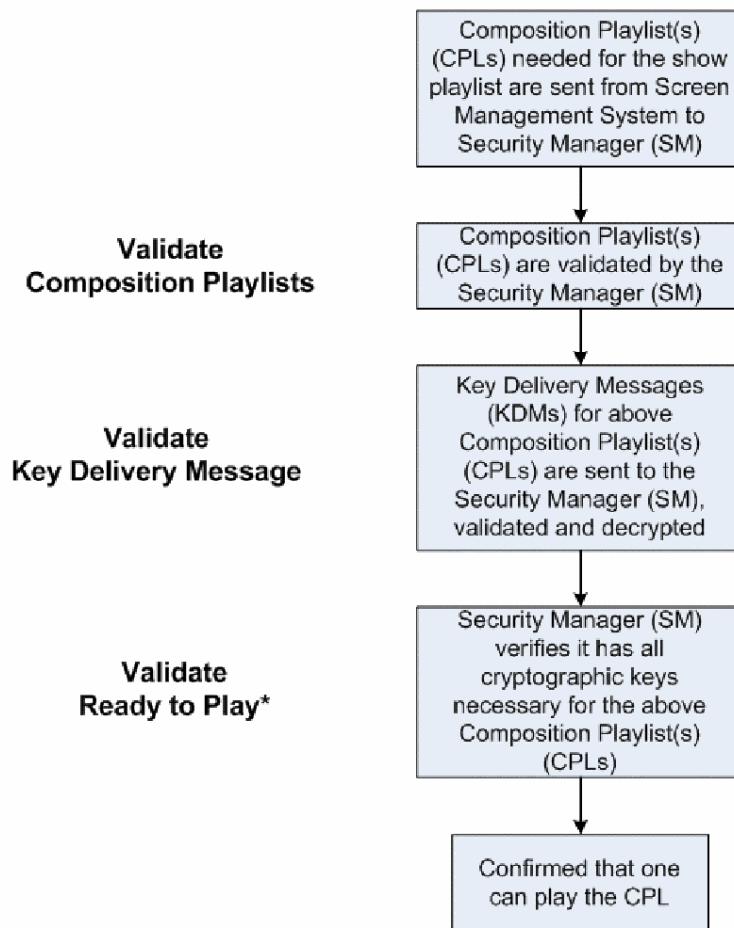 Composition Playlist(s)
(CPLs) needed for the show
playlist are sent from Screen
Management System to
Security Manager (SM)
Validate
Composition Playlists
Composition Playlist(s)
(CPLs) are validated by the
Security Manager (SM)
Validate
Key Delivery Message
Key Delivery Messages
(KDMs) for above
Composition Playlist(s)
(CPLs) are sent to the
Security Manager (SM),
validated and decrypted
Validate
Ready to Play*
Security Manager (SM)
verifies it has all
cryptographic keys
necessary for the above
Composition Playlist(s)
(CPLs)
Confirmed that one
can play the CPL